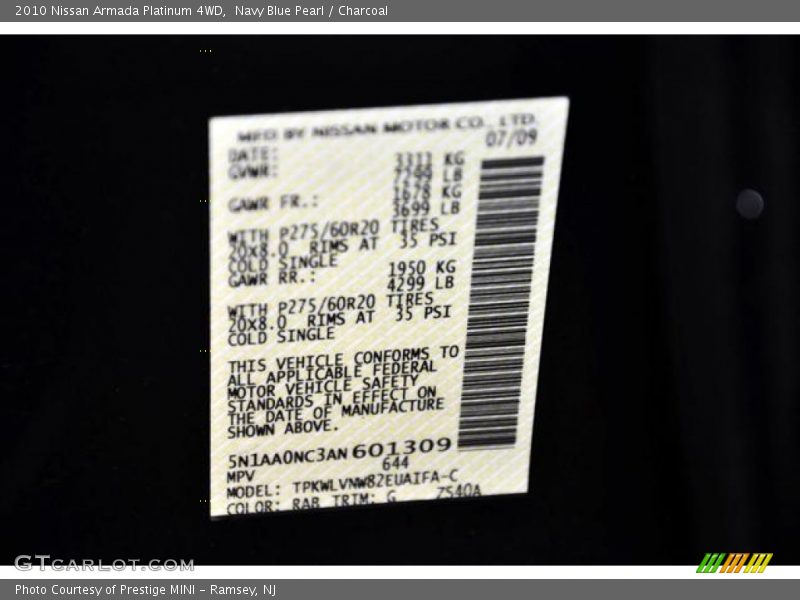 2010 Nissan Armada Platinum 4WD, Navy Blue Pearl / Charcoal
MFD BY NISSAN MOTOR CO., LTD.
07/09
DATE:
GVWR: 3311 KG
7299 LB
GAWR FR.: 1678 KG
3699 LB
WITH P275/60R20 TIRES
20X8.0 RIMS AT 35 PSI
COLD SINGLE
GAWR RR.: 1950 KG
4299 LB
WITH P275/60R20 TIRES
20X8.0 RIMS AT 35 PSI
COLD SINGLE
THIS VEHICLE CONFORMS TO
ALL APPLICABLE FEDERAL
MOTOR VEHICLE SAFETY
STANDARDS IN EFFECT ON
THE DATE OF MANUFACTURE
SHOWN ABOVE.
5N1AA0NC3AN601309
MPV 644
MODEL: TPKWLVNW82EUAIFA-C
COLOR: RAB TRIM: G 7S40A
GTCARLOT.COM
Photo Courtesy of Prestige MINI – Ramsey, NJ